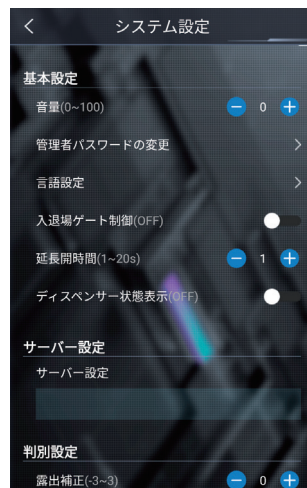 システム設定
基本設定
音量(0~100) 0
管理者パスワードの変更
言語設定
入退場ゲート制御(OFF)
延長開時間(1~20s) 1
ディスペンサー状態表示(OFF)
サーバー設定
サーバー設定
判別設定
露出補正(-3~3) 0